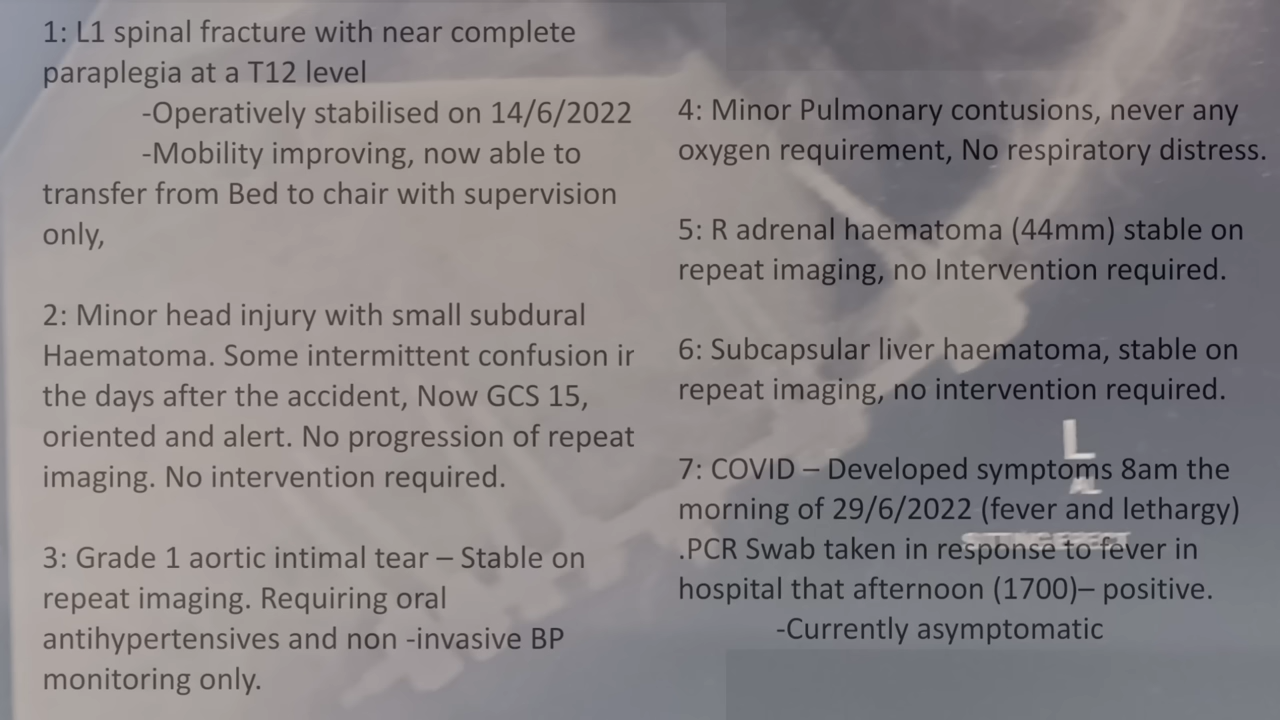 1: L1 spinal fracture with near complete
paraplegia at a T12 level
-Operatively stabilised on 14/6/2022
-Mobility improving, now able to
transfer from Bed to chair with supervision
only,
2: Minor head injury with small subdural
Haematoma. Some intermittent confusion ir
the days after the accident, Now GCS 15,
oriented and alert. No progression of repeat
imaging. No intervention required.
3: Grade 1 aortic intimal tear – Stable on
repeat imaging. Requiring oral
antihypertensives and non -invasive BP
monitoring only.
4: Minor Pulmonary contusions, never any
oxygen requirement, No respiratory distress.
5: R adrenal haematoma (44mm) stable on
repeat imaging, no Intervention required.
6: Subcapsular liver haematoma, stable on
repeat imaging, no intervention required.
L
AL
7: COVID – Developed symptoms 8am the
morning of 29/6/2022 (fever and lethargy)
.PCR Swab taken in response to fever in
hospital that afternoon (1700)– positive.
-Currently asymptomatic